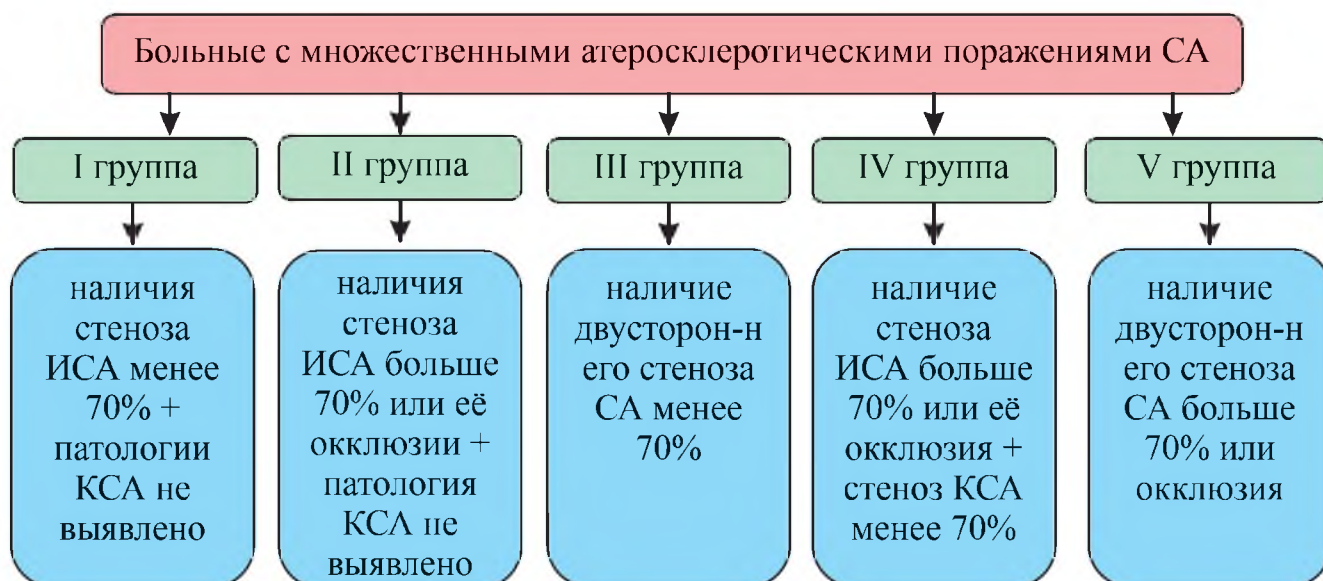 Больные с множественными атеросклеротическими поражениями СА
I группа
II группа
III группа
IV группа
V группа
наличия
стеноза
ИСА менее
70% +
патологии
КСА не
выявлено
наличия
стеноза
ИСА больше
70% или её
окклюзии +
патология
КСА не
выявлено
наличие
двусторон-н
его стеноза
СА менее
70%
наличие
стеноза
ИСА больше
70% или её
окклюзия +
стеноз КСА
менее 70%
наличие
двусторон-н
его стеноза
СА больше
70% или
окклюзия